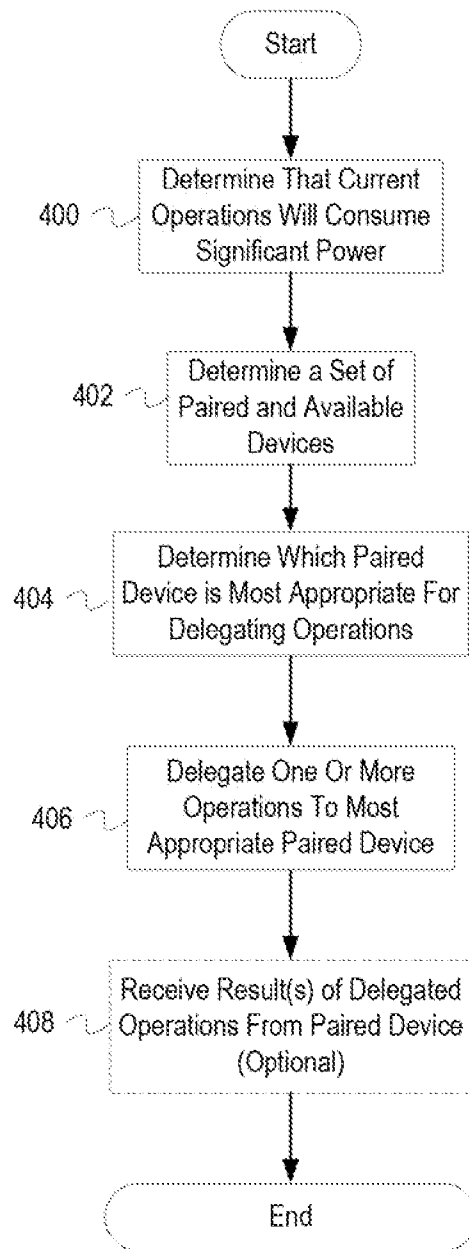 Start
400
Determine That Current
Operations Will Consume
Significant Power
402
Determine a Set of
Paired and Available
Devices
404
Determine Which Paired
Device is Most Appropriate For
Delegating Operations
406
Delegate One Or More
Operations To Most
Appropriate Paired Device
408
Receive Result(s) of Delegated
Operations From Paired Device
(Optional)
End